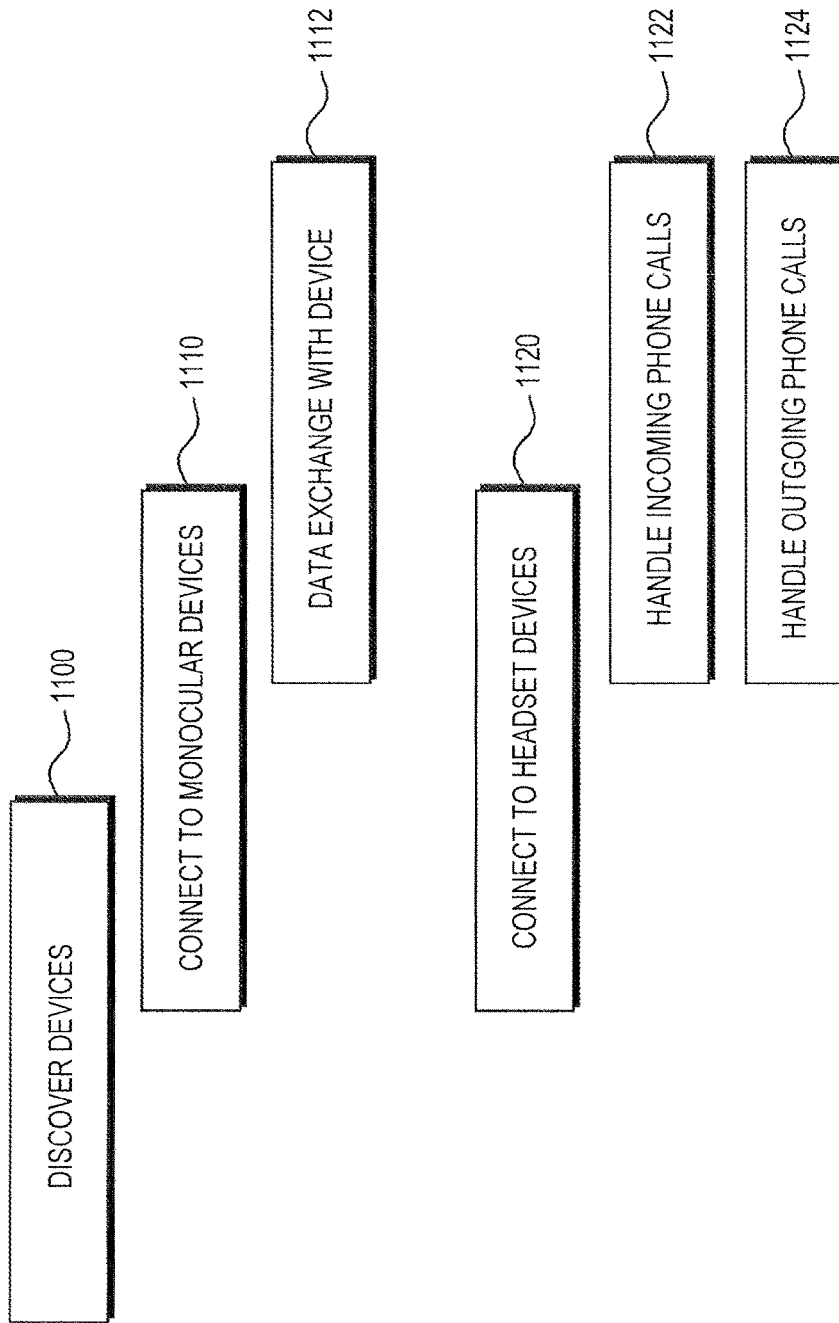 DISCOVER DEVICES
1100
CONNECT TO MONOCULAR DEVICES
1110
DATA EXCHANGE WITH DEVICE
1112
CONNECT TO HEADSET DEVICES
1120
HANDLE INCOMING PHONE CALLS
1122
HANDLE OUTGOING PHONE CALLS
1124